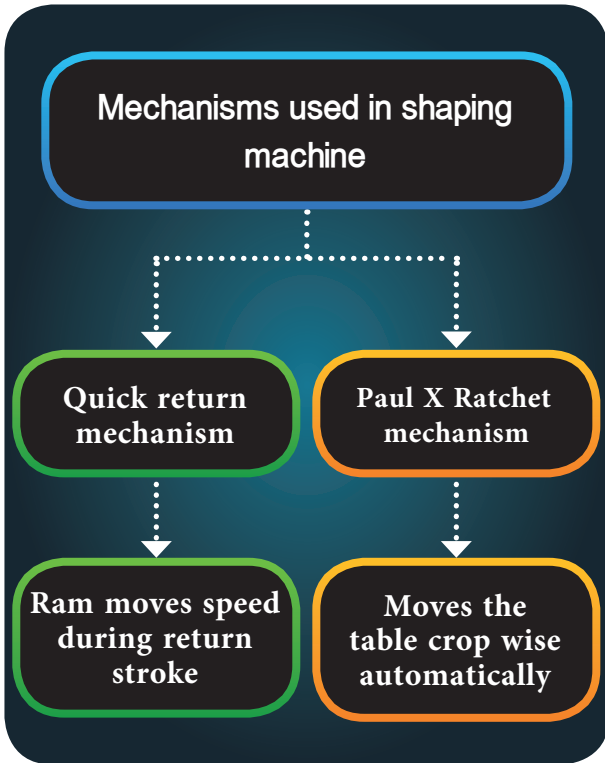 Mechanisms used in shaping
machine
Quick return
mechanism
Paul X Ratchet
mechanism
Ram moves speed
during return
stroke
Moves the
table crop wise
automatically